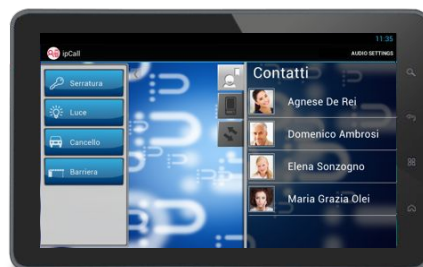 11:35
ipCall
AUDIO SETTINGS
Serratura
Luce
Cancello
Barriera
Contatti
Agnese De Rei
Domenico Ambrosi
Elena Sonzogno
Maria Grazia Olei